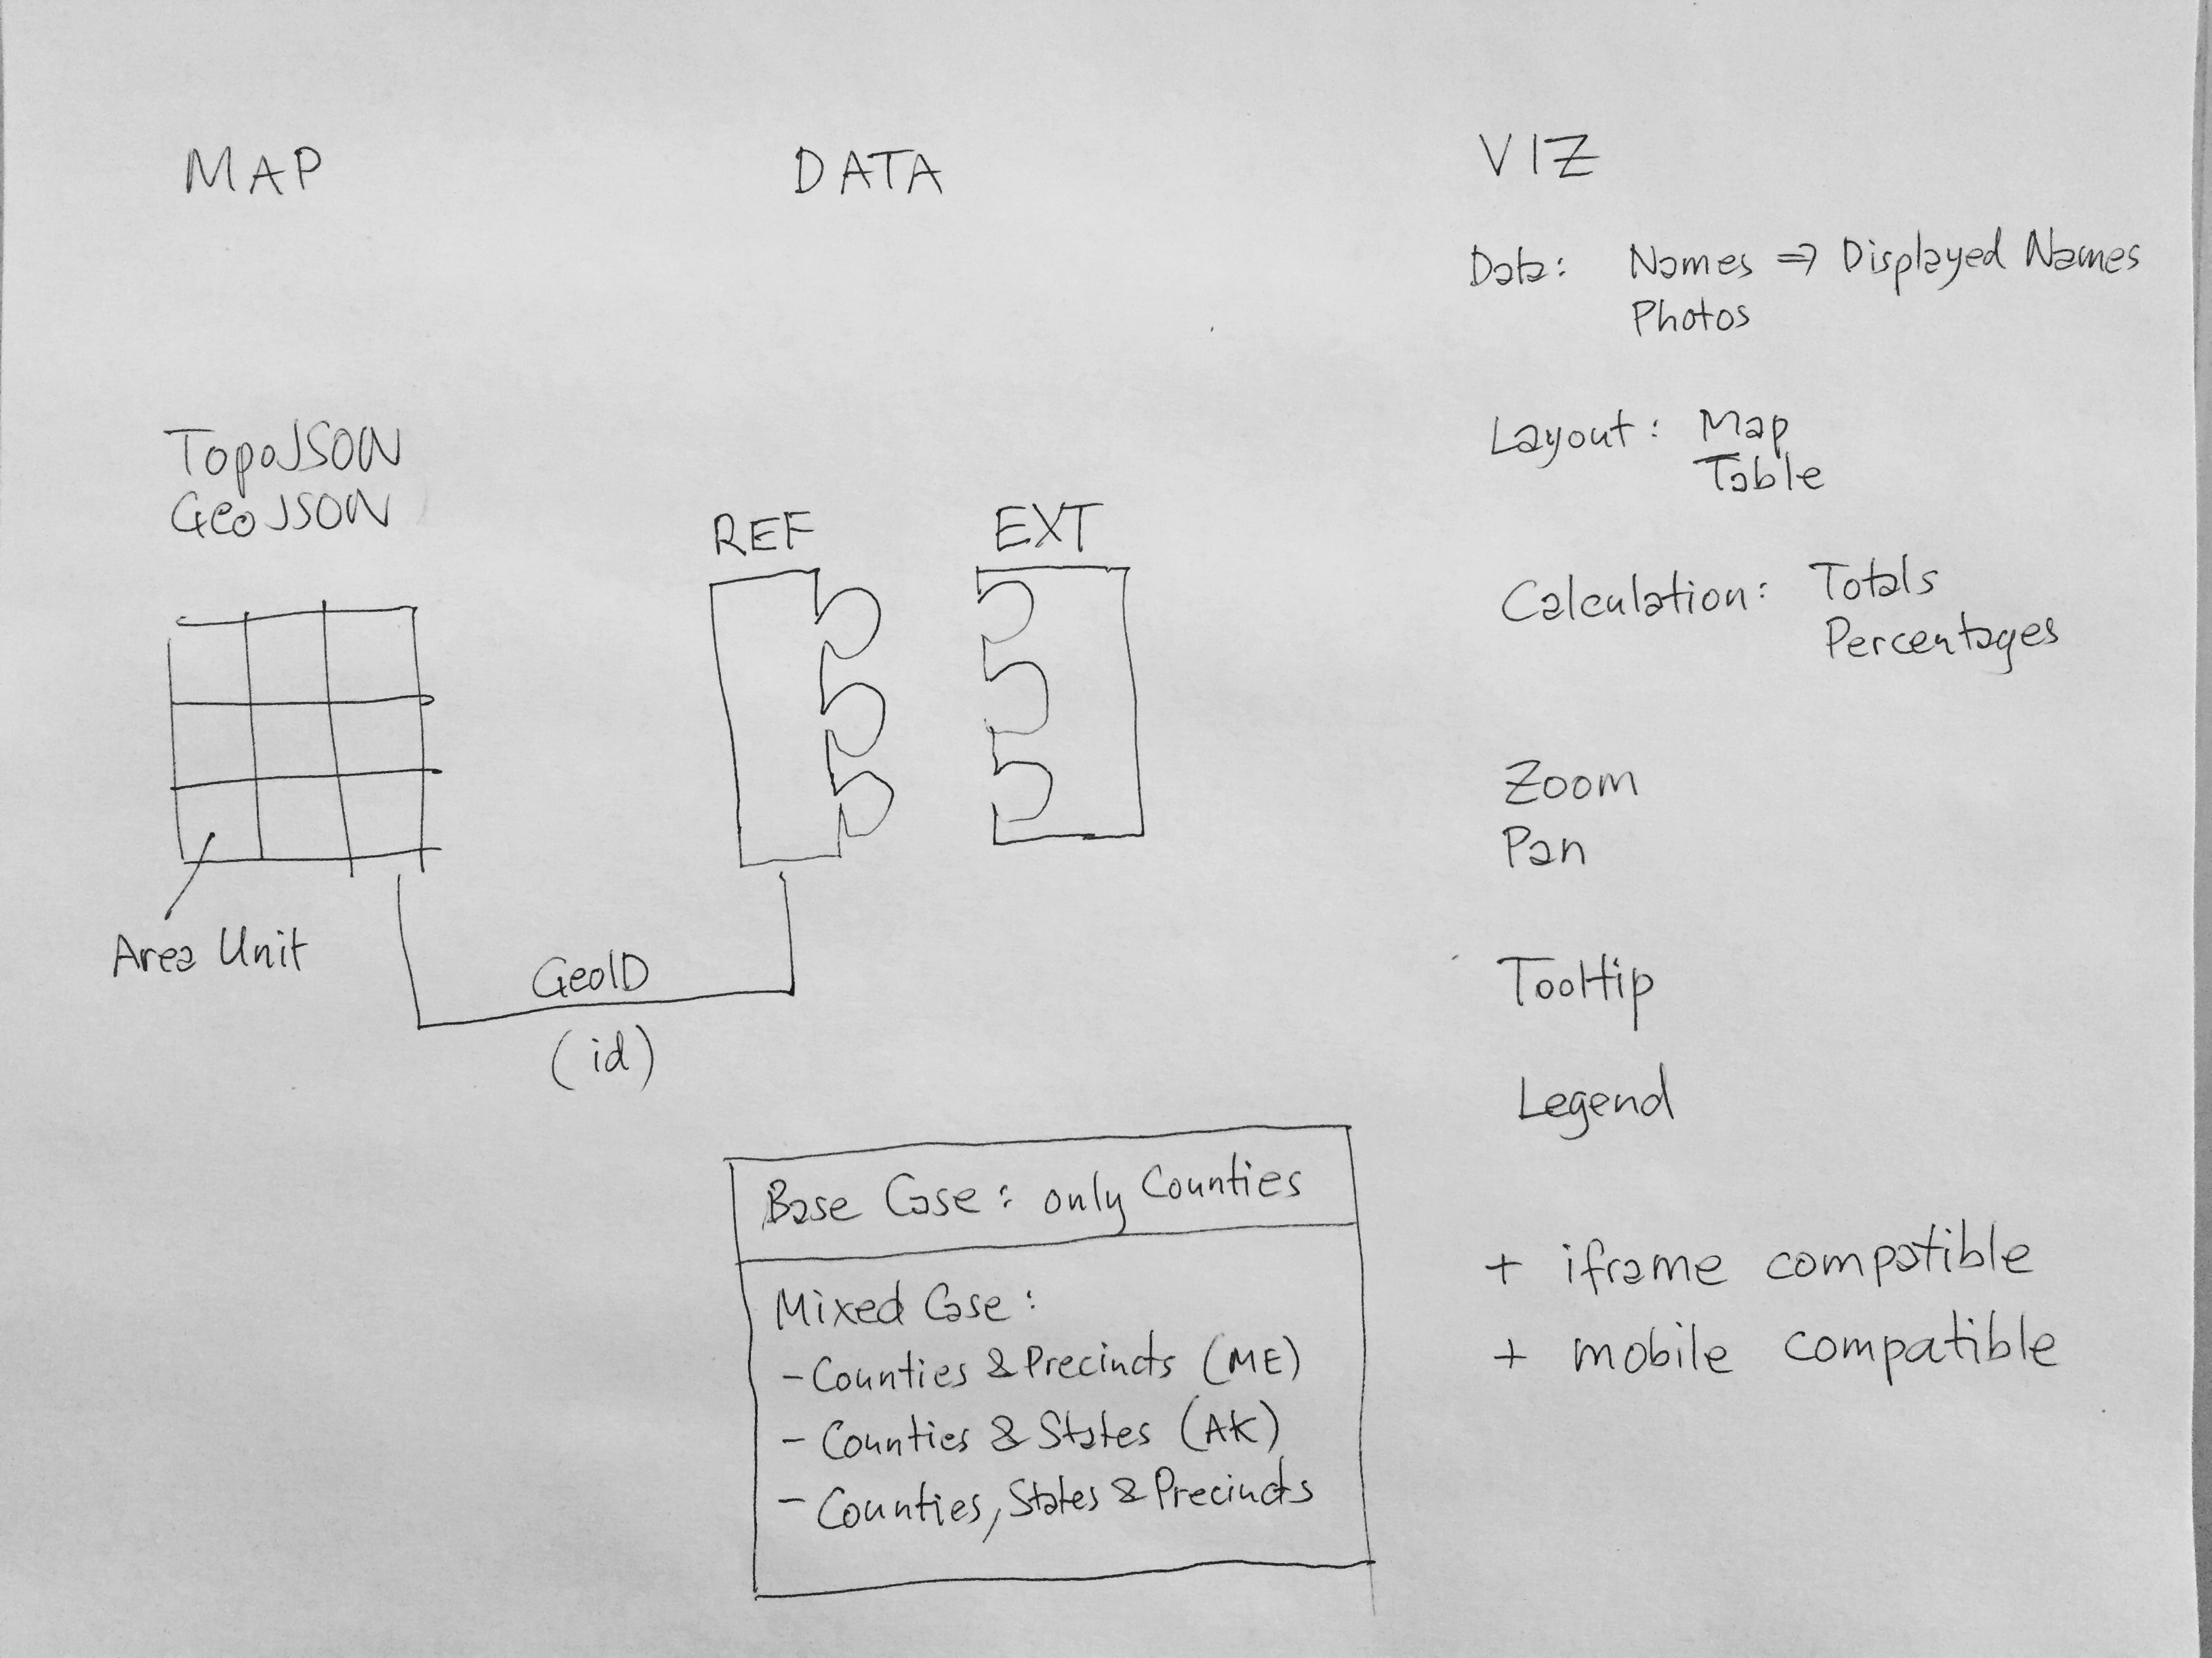 MAP
TopoJSON
GeoJSON
Area Unit
GeoID
(id)
DATA
REF
EXT
Base Case: only Counties
Mixed Case:
- Counties & Precincts (ME)
- Counties & States (AK)
- Counties, States & Precincts
VIZ
Data: Names ⇒ Displayed Names
Photos
Layout: Map
Table
Calculation: Totals
Percentages
Zoom
Pan
Tooltip
Legend
+ iframe compatible
+ mobile compatible